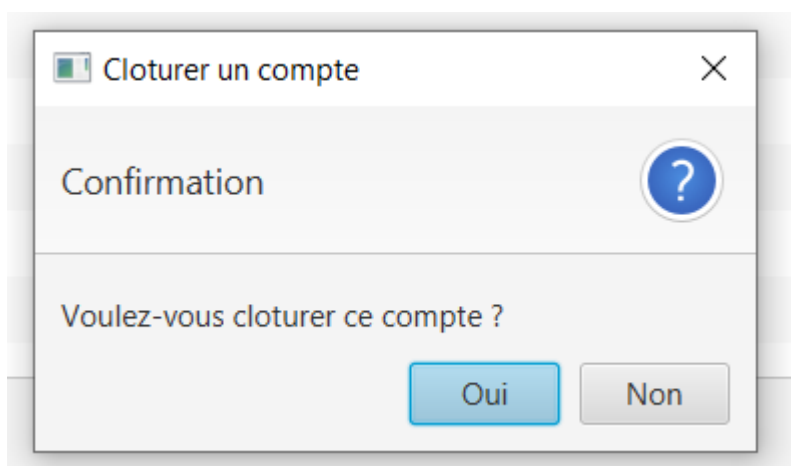 Cloturer un compte
Confirmation
?
Voulez-vous cloturer ce compte ?
Oui Non